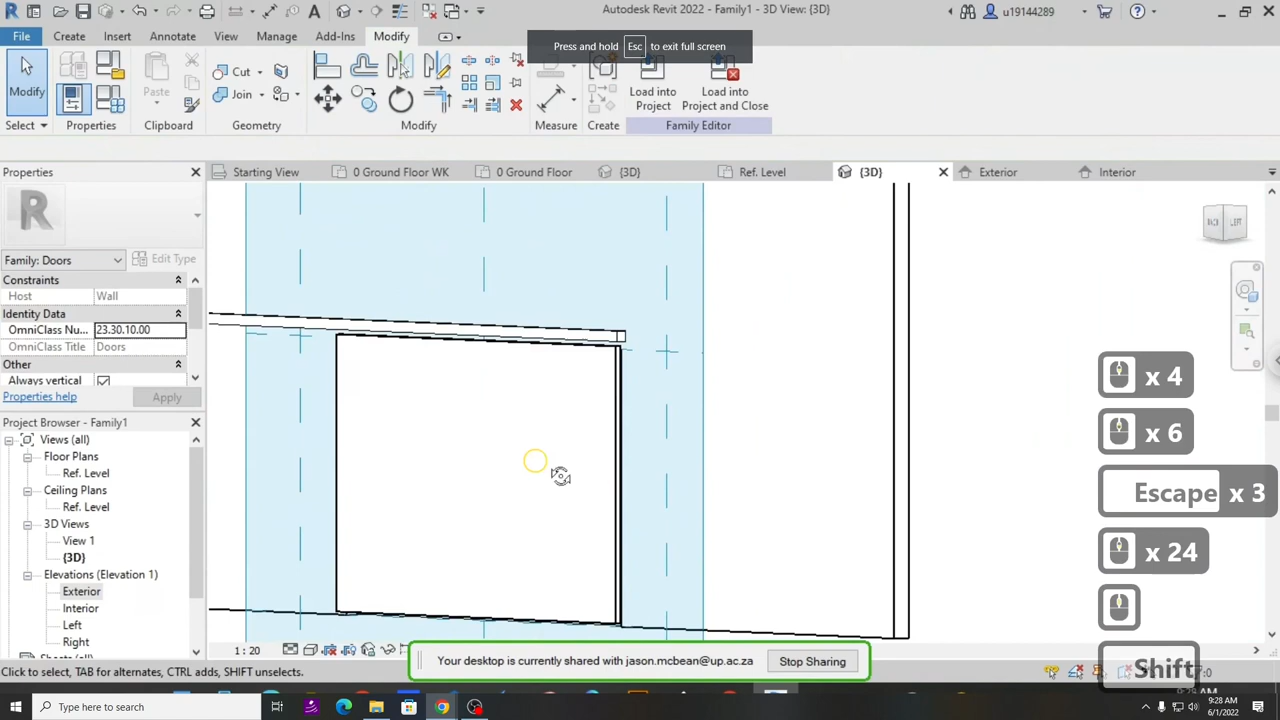 Autodesk Revit 2022 - Family1 - 3D View: {3D}
u19144289
File Create Insert Annotate View Manage Add-Ins Modify
Press and hold Esc to exit full screen
Modify
Paste
Cut
Join
Load into Project
Load into Project and Close
Select Properties Clipboard Geometry Modify Measure Create Family Editor
Properties
Starting View 0 Ground Floor WK 0 Ground Floor {3D} Ref. Level {3D} Exterior Interior
BACK LEFT
Family: Doors Edit Type
Constraints
Host Wall
Identity Data
OmniClass Nu... 23.30.10.00
OmniClass Title Doors
Other
Always vertical
Properties help Apply
Project Browser - Family1
Views (all)
Floor Plans
Ref. Level
Ceiling Plans
Ref. Level
3D Views
View 1
{3D}
Elevations (Elevation 1)
Exterior
Interior
Left
Right
x 4
x 6
Escape x 3
x 24
Shift
1 : 20
Your desktop is currently shared with jason.mcbean@up.ac.za Stop Sharing
Click to select, TAB for alternates, CTRL adds, SHIFT unselects.
:0
Type here to search
9:28 AM
6/1/2022